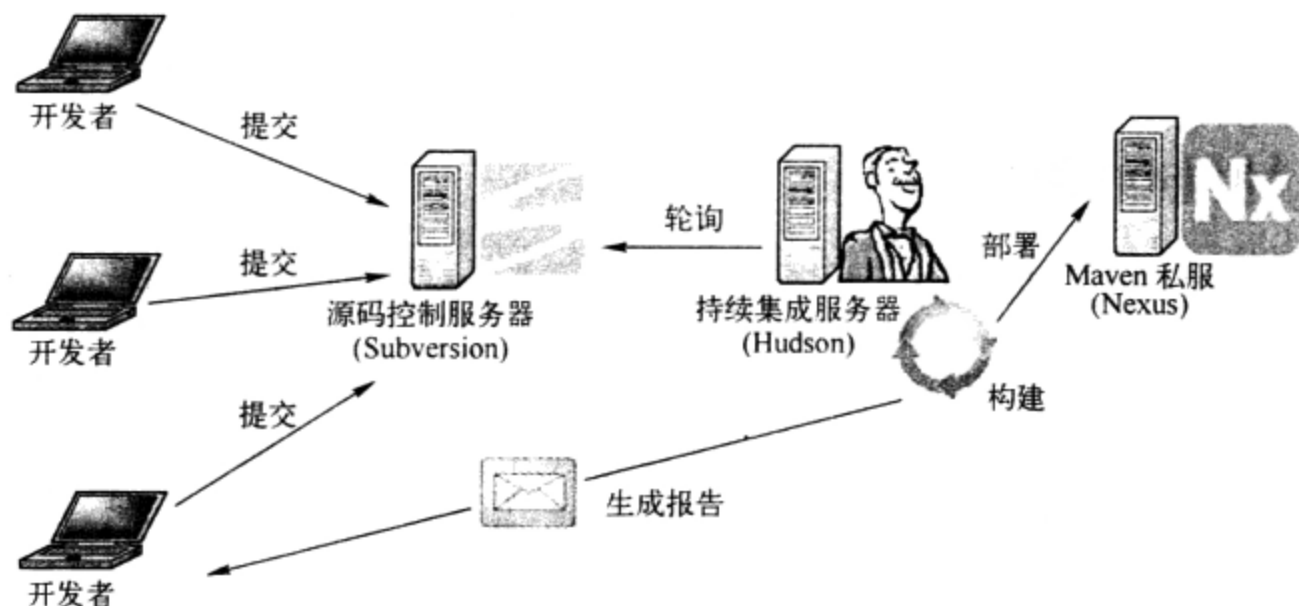 开发者
提交
开发者
提交
开发者
提交
源码控制服务器
(Subversion)
轮询
持续集成服务器
(Hudson)
构建
部署
Nx
Maven 私服
(Nexus)
生成报告